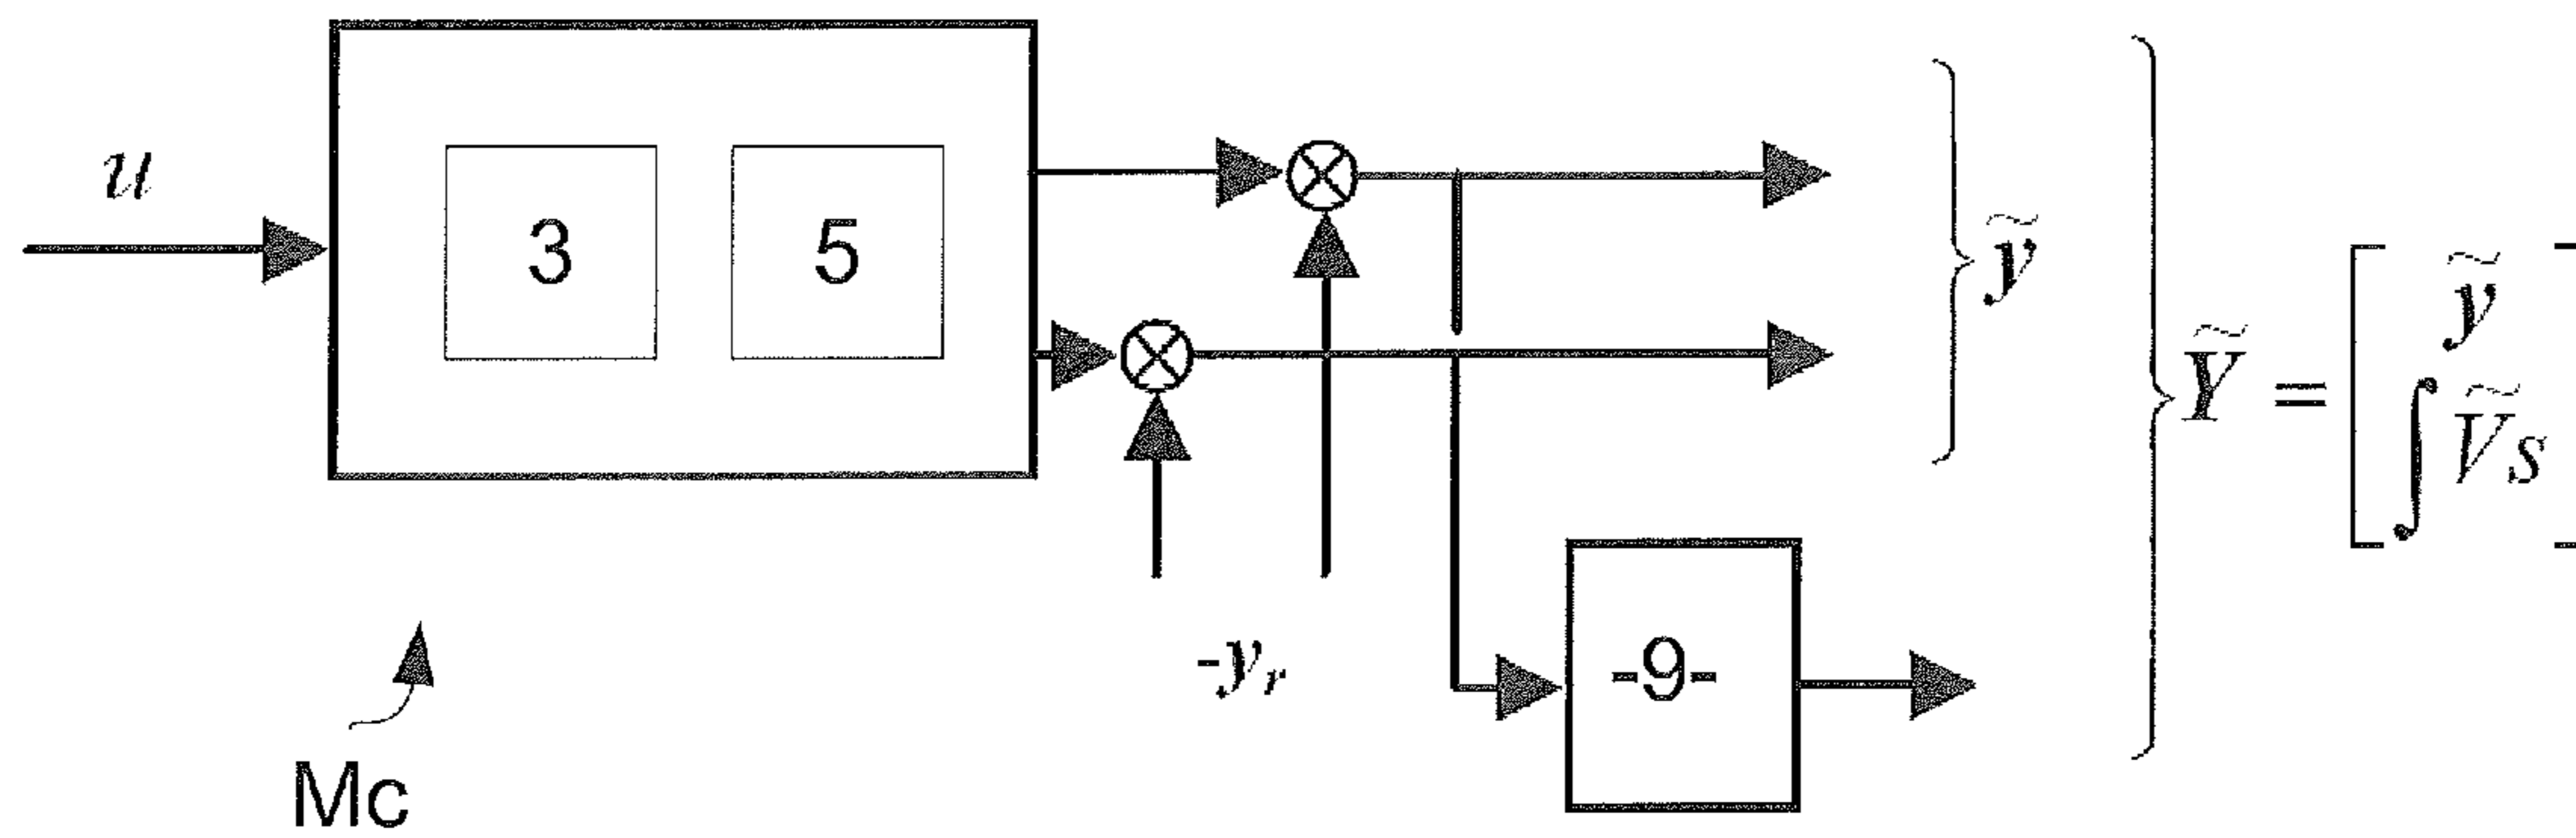 u
3 5
ỹ
Ỹ = [ ỹ
∫ Ṽs ]
-yᵣ
-9-
Mc